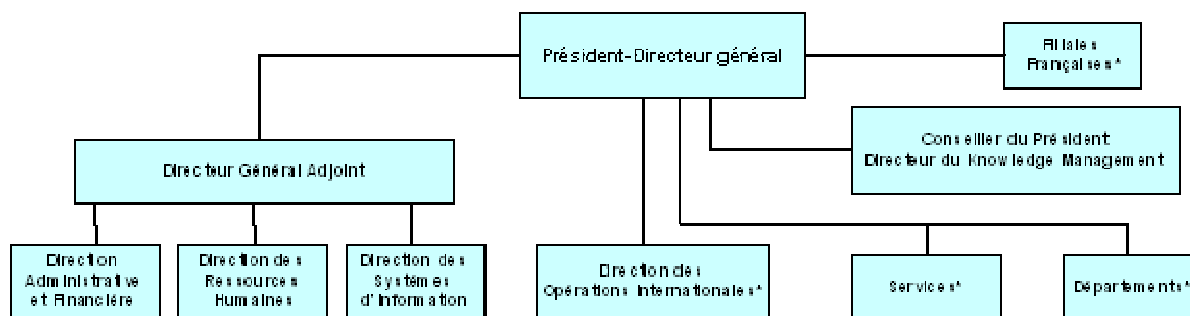 Président-Directeur général
Filiales
Françaises*
Conseiller du Président
Directeur du Knowledge Management
Directeur Général Adjoint
Direction
Administrative
et Financière
Direction des
Ressources
Humaines
Direction des
Systèmes
d'Information
Direction des
Opérations Internationales*
Services*
Départements*